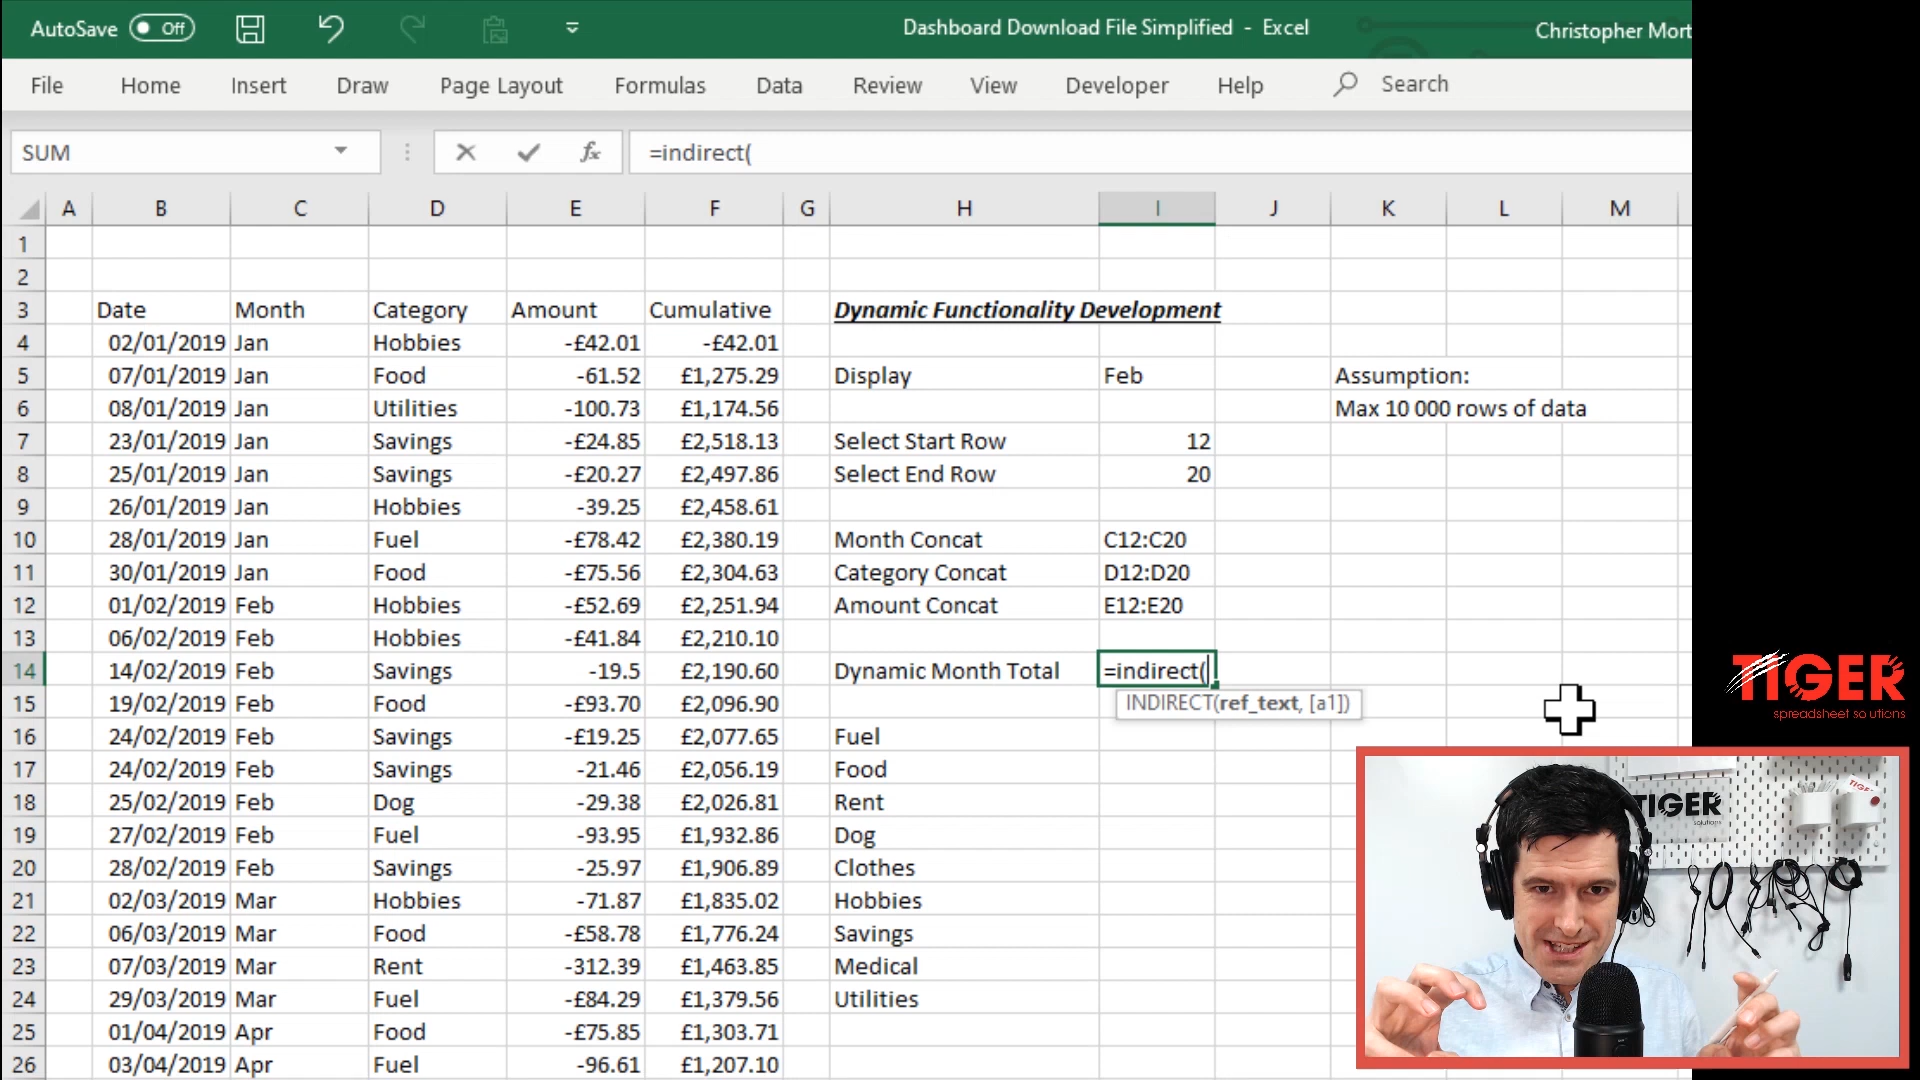 AutoSave Off Dashboard Download File Simplified - Excel Christopher Mort
File Home Insert Draw Page Layout Formulas Data Review View Developer Help Search
SUM fx =indirect(
A B C D E F G H I J K L M
1
2
3 Date Month Category Amount Cumulative Dynamic Functionality Development
4 02/01/2019 Jan Hobbies -£42.01 -£42.01
5 07/01/2019 Jan Food -61.52 £1,275.29 Display Feb Assumption:
6 08/01/2019 Jan Utilities -100.73 £1,174.56 Max 10 000 rows of data
7 23/01/2019 Jan Savings -£24.85 £2,518.13 Select Start Row 12
8 25/01/2019 Jan Savings -£20.27 £2,497.86 Select End Row 20
9 26/01/2019 Jan Hobbies -39.25 £2,458.61
10 28/01/2019 Jan Fuel -£78.42 £2,380.19 Month Concat C12:C20
11 30/01/2019 Jan Food -£75.56 £2,304.63 Category Concat D12:D20
12 01/02/2019 Feb Hobbies -£52.69 £2,251.94 Amount Concat E12:E20
13 06/02/2019 Feb Hobbies -£41.84 £2,210.10
14 14/02/2019 Feb Savings -19.5 £2,190.60 Dynamic Month Total =indirect(
15 19/02/2019 Feb Food -£93.70 £2,096.90 INDIRECT(ref_text, [a1])
16 24/02/2019 Feb Savings -£19.25 £2,077.65 Fuel
17 24/02/2019 Feb Savings -21.46 £2,056.19 Food
18 25/02/2019 Feb Dog -29.38 £2,026.81 Rent
19 27/02/2019 Feb Fuel -93.95 £1,932.86 Dog
20 28/02/2019 Feb Savings -25.97 £1,906.89 Clothes
21 02/03/2019 Mar Hobbies -71.87 £1,835.02 Hobbies
22 06/03/2019 Mar Food -£58.78 £1,776.24 Savings
23 07/03/2019 Mar Rent -312.39 £1,463.85 Medical
24 29/03/2019 Mar Fuel -£84.29 £1,379.56 Utilities
25 01/04/2019 Apr Food -£75.85 £1,303.71
26 03/04/2019 Apr Fuel -96.61 £1,207.10
TIGER
spreadsheet solutions
TIGER
solutions